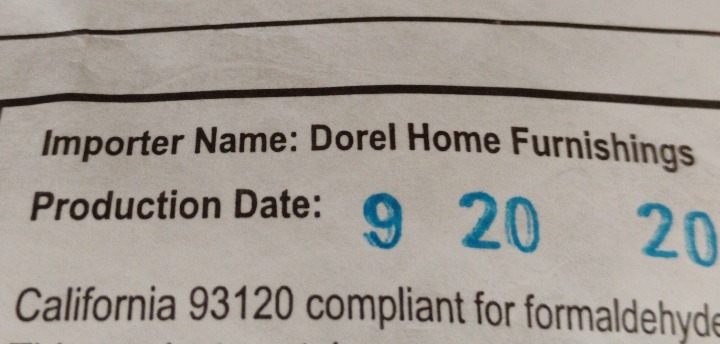 Importer Name: Dorel Home Furnishings
Production Date: 9 20 20
California 93120 compliant for formaldehyde